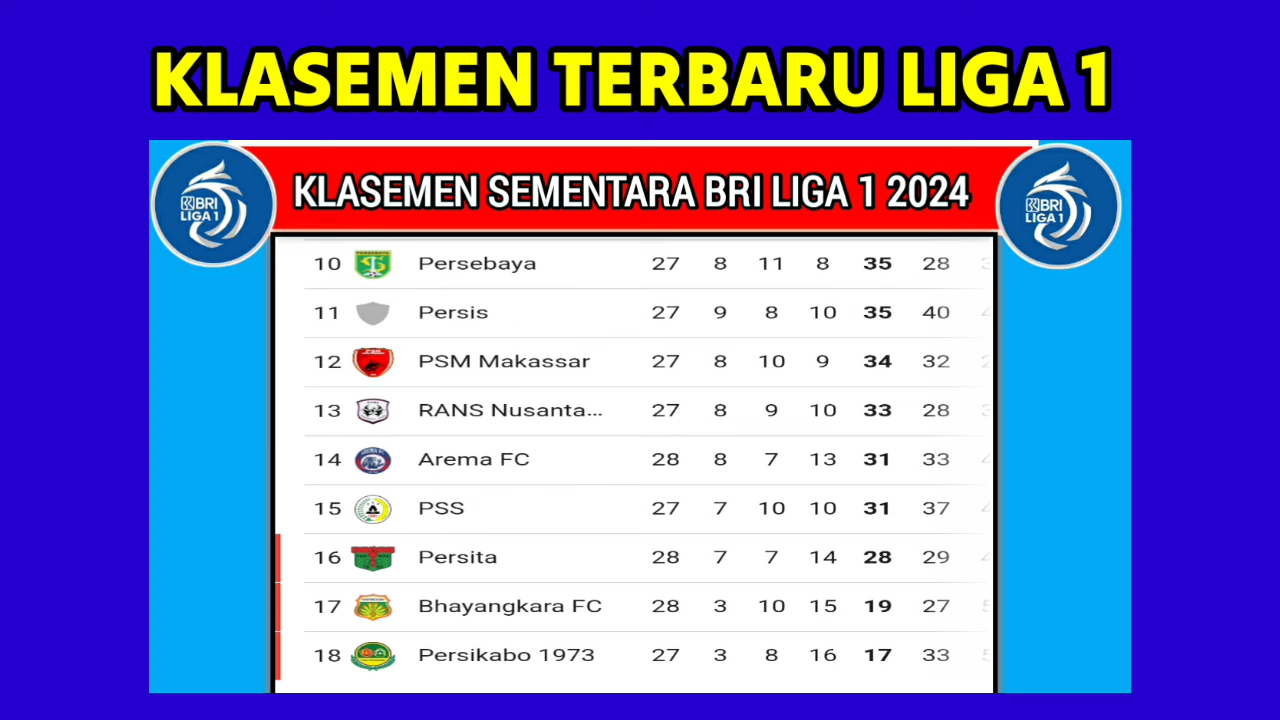 KLASEMEN TERBARU LIGA 1
KLASEMEN SEMENTARA BRI LIGA 1 2024
BRI
LIGA 1
BRI
LIGA 1
10 Persebaya 27 8 11 8 35 28
11 Persis 27 9 8 10 35 40
12 PSM Makassar 27 8 10 9 34 32
13 RANS Nusanta... 27 8 9 10 33 28
14 Arema FC 28 8 7 13 31 33
15 PSS 27 7 10 10 31 37
16 Persita 28 7 7 14 28 29
17 Bhayangkara FC 28 3 10 15 19 27
18 Persikabo 1973 27 3 8 16 17 33